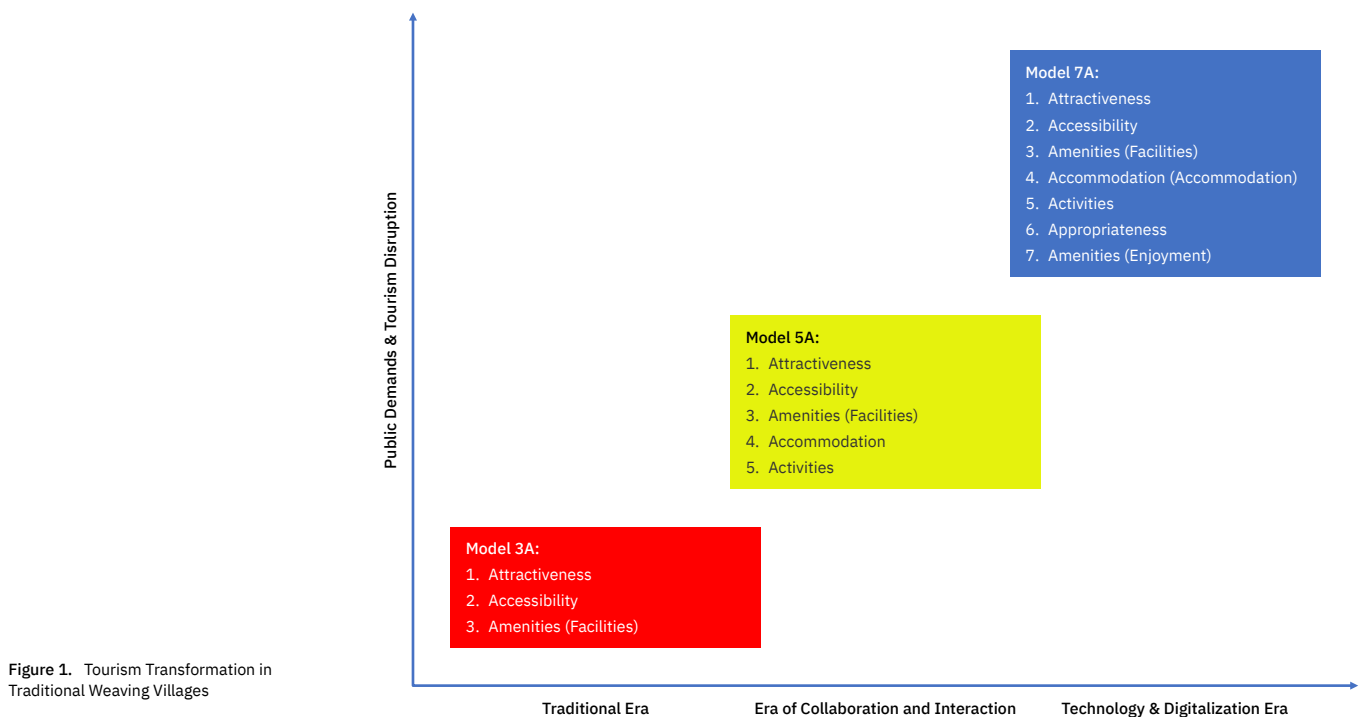 Public Demands & Tourism Disruption
Model 7A:
1. Attractiveness
2. Accessibility
3. Amenities (Facilities)
4. Accommodation (Accommodation)
5. Activities
6. Appropriateness
7. Amenities (Enjoyment)
Model 5A:
1. Attractiveness
2. Accessibility
3. Amenities (Facilities)
4. Accommodation
5. Activities
Model 3A:
1. Attractiveness
2. Accessibility
3. Amenities (Facilities)
Traditional Era
Era of Collaboration and Interaction
Technology & Digitalization Era
Figure 1. Tourism Transformation in
Traditional Weaving Villages